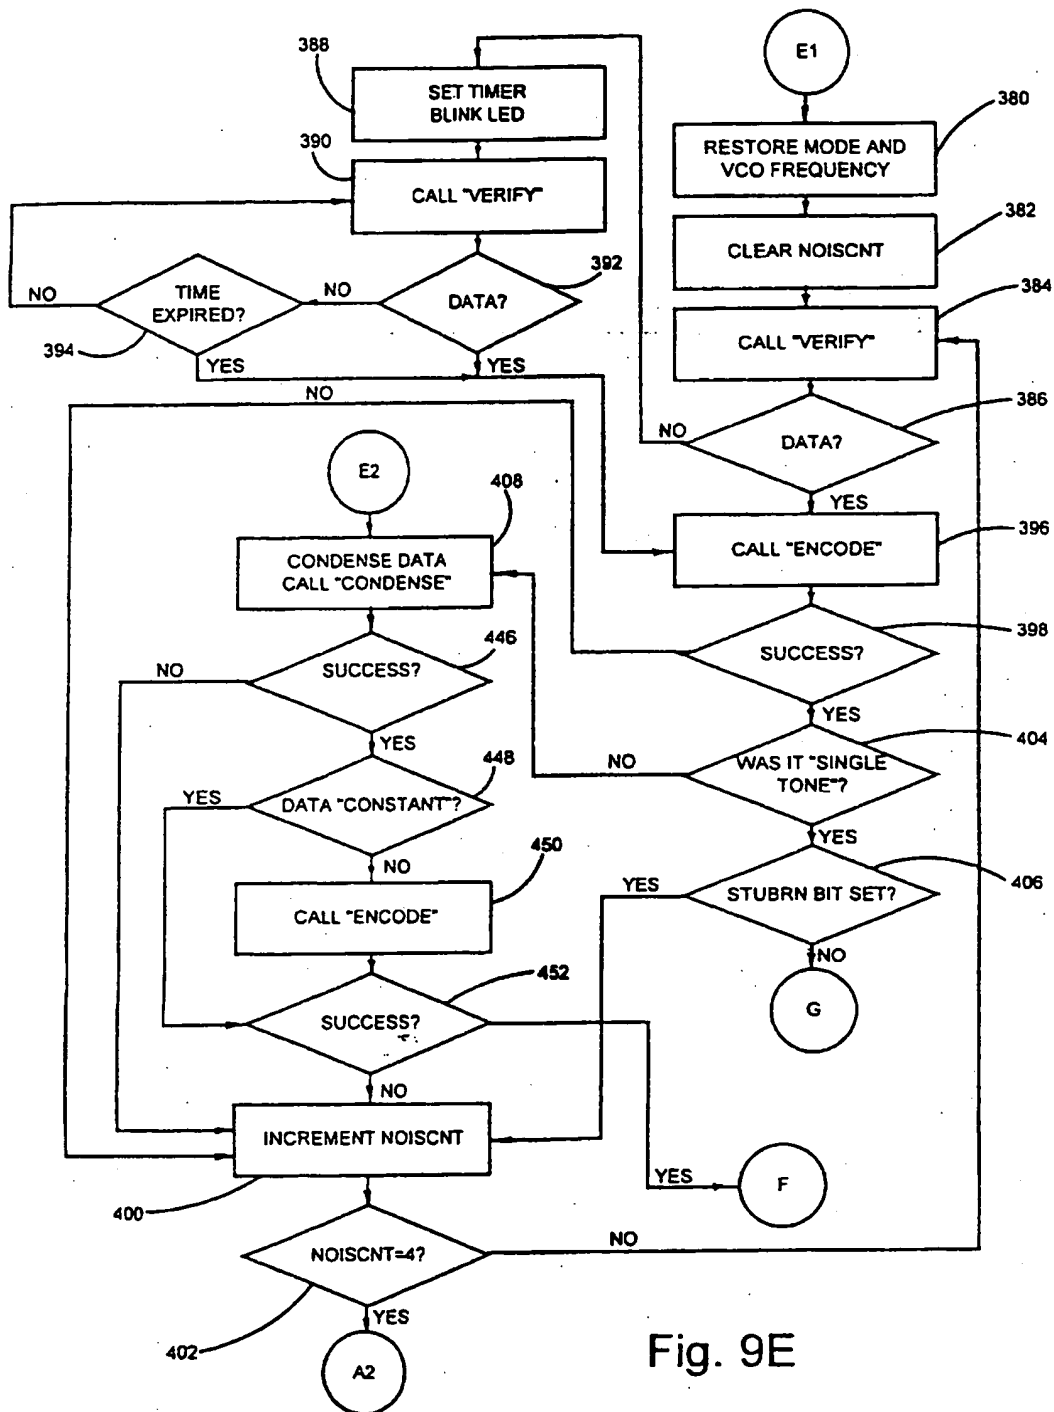 E1
380
RESTORE MODE AND
VCO FREQUENCY
382
CLEAR NOISCNT
384
CALL "VERIFY"
386
DATA?
NO
YES
388
SET TIMER
BLINK LED
390
CALL "VERIFY"
392
DATA?
NO
YES
TIME
EXPIRED?
NO
394
YES
NO
396
CALL "ENCODE"
398
SUCCESS?
YES
404
WAS IT "SINGLE
TONE"?
NO
YES
406
STUBRN BIT SET?
YES
NO
G
E2
408
CONDENSE DATA
CALL "CONDENSE"
446
SUCCESS?
NO
YES
448
DATA "CONSTANT"?
YES
NO
450
CALL "ENCODE"
452
SUCCESS?
NO
YES
F
INCREMENT NOISCNT
400
NOISCNT=4?
NO
402
YES
A2
Fig. 9E